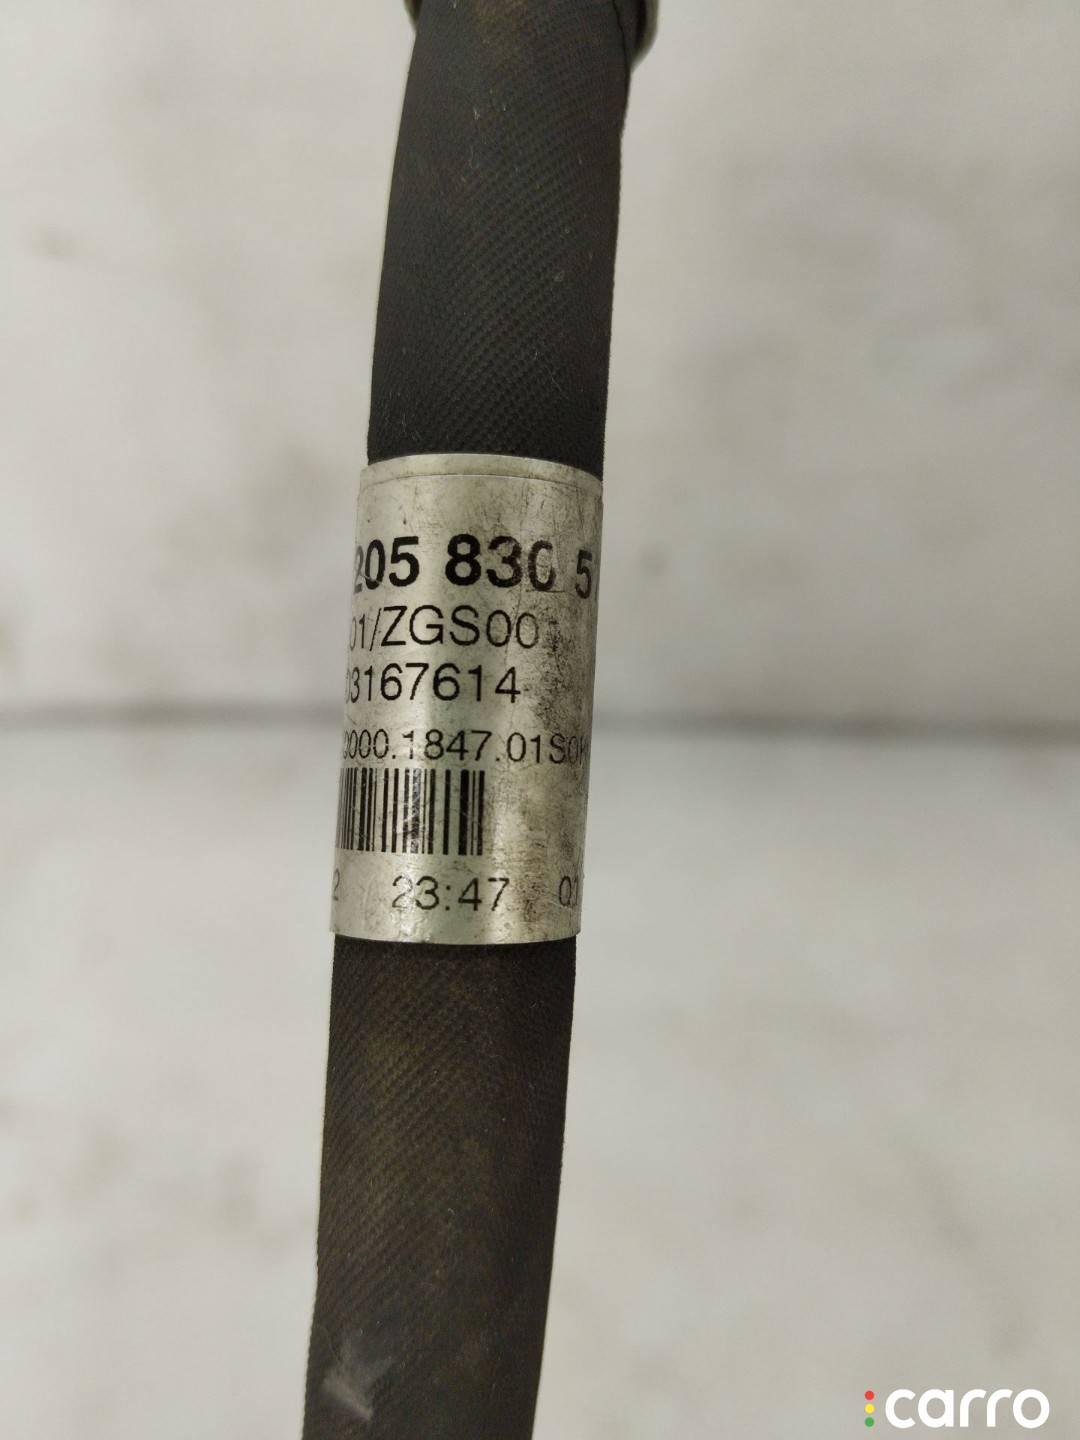 205 830 5
01/ZGS00
03167614
0000.1847.01S0
2 23:47 01
carro